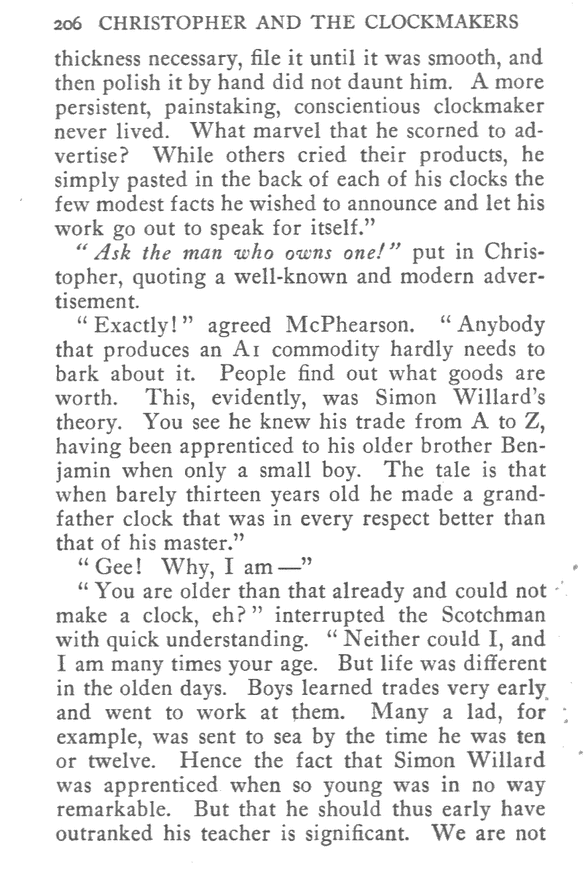 206 CHRISTOPHER AND THE CLOCKMAKERS
thickness necessary, file it until it was smooth, and
then polish it by hand did not daunt him. A more
persistent, painstaking, conscientious clockmaker
never lived. What marvel that he scorned to ad-
vertise? While others cried their products, he
simply pasted in the back of each of his clocks the
few modest facts he wished to announce and let his
work go out to speak for itself.”
“Ask the man who owns one!” put in Chris-
topher, quoting a well-known and modern adver-
tisement.
“Exactly!” agreed McPhearson. “Anybody
that produces an A1 commodity hardly needs to
bark about it. People find out what goods are
worth. This, evidently, was Simon Willard’s
theory. You see he knew his trade from A to Z,
having been apprenticed to his older brother Ben-
jamin when only a small boy. The tale is that
when barely thirteen years old he made a grand-
father clock that was in every respect better than
that of his master.”
“Gee! Why, I am —”
“You are older than that already and could not
make a clock, eh?” interrupted the Scotchman
with quick understanding. “Neither could I, and
I am many times your age. But life was different
in the olden days. Boys learned trades very early
and went to work at them. Many a lad, for
example, was sent to sea by the time he was ten
or twelve. Hence the fact that Simon Willard
was apprenticed when so young was in no way
remarkable. But that he should thus early have
outranked his teacher is significant. We are not